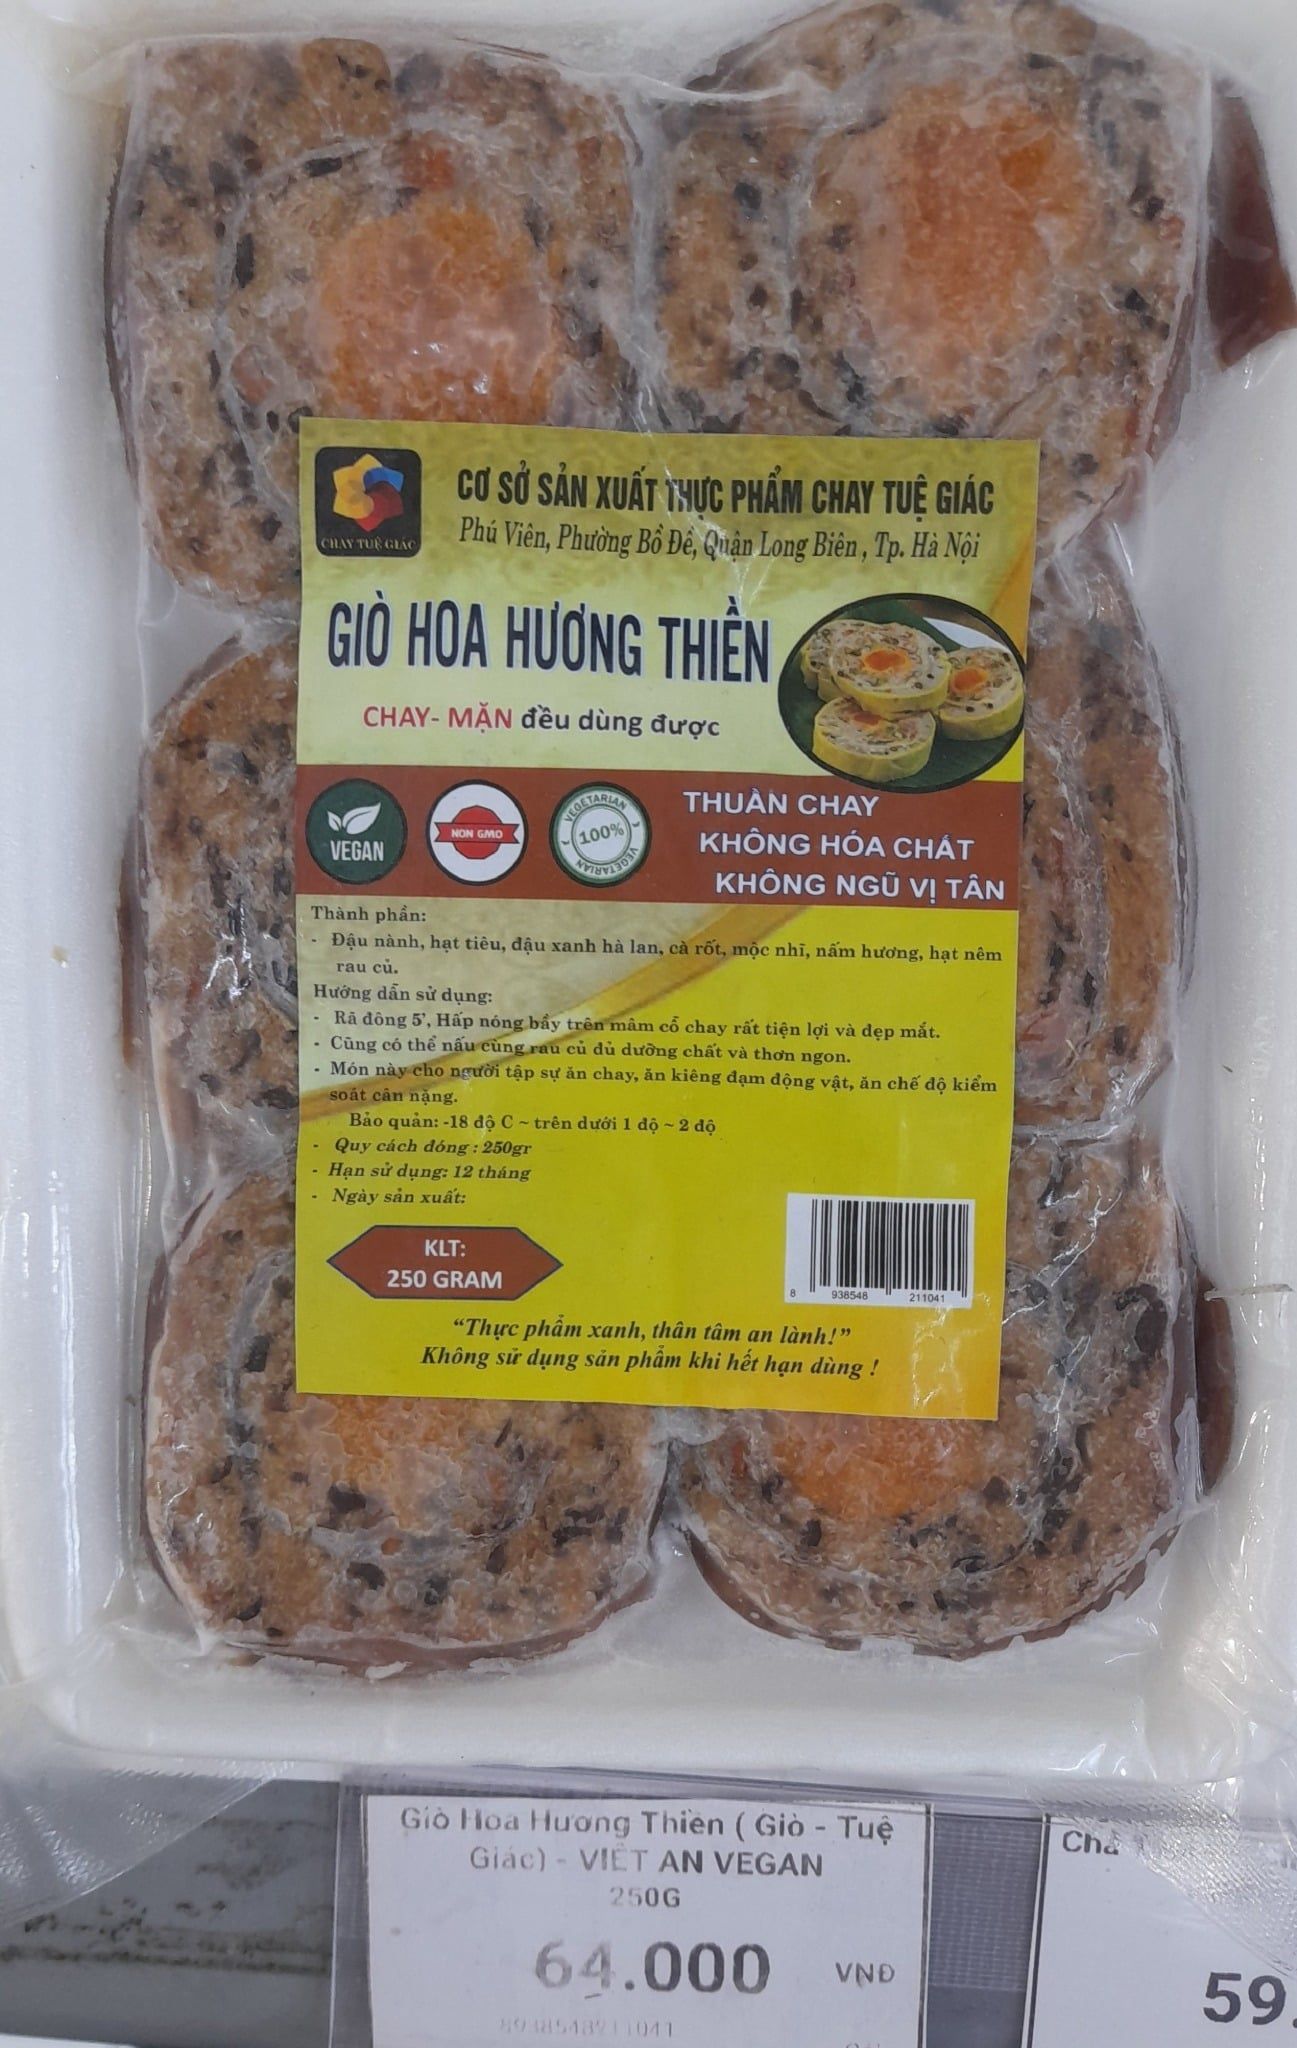 CHAY TUỆ GIÁC
CƠ SỞ SẢN XUẤT THỰC PHẨM CHAY TUỆ GIÁC
Phú Viên, Phường Bồ Đề, Quận Long Biên , Tp. Hà Nội
GIÒ HOA HƯƠNG THIỀN
CHAY- MẶN đều dùng được
VEGAN
NON GMO
VEGETARIAN
100%
VEGETARIAN
THUẦN CHAY
KHÔNG HÓA CHẤT
KHÔNG NGŨ VỊ TÂN
Thành phần:
- Đậu nành, hạt tiêu, đậu xanh hà lan, cà rốt, mộc nhĩ, nấm hương, hạt nêm
rau củ.
Hướng dẫn sử dụng:
- Rã đông 5', Hấp nóng bầy trên mâm cỗ chay rất tiện lợi và đẹp mắt.
- Cũng có thể nấu cùng rau củ đủ dưỡng chất và thơn ngon.
- Món này cho người tập sự ăn chay, ăn kiêng đạm động vật, ăn chế độ kiểm
soát cân nặng.
Bảo quản: -18 độ C ~ trên dưới 1 độ ~ 2 độ
- Quy cách đóng : 250gr
- Hạn sử dụng: 12 tháng
- Ngày sản xuất:
KLT:
250 GRAM
8 938548 211041
“Thực phẩm xanh, thân tâm an lành!”
Không sử dụng sản phẩm khi hết hạn dùng !
Giò Hoa Hương Thiền ( Giò - Tuệ
Giác) - VIỆT AN VEGAN
250G
64.000 VNĐ
8938548211041
Chả
59.